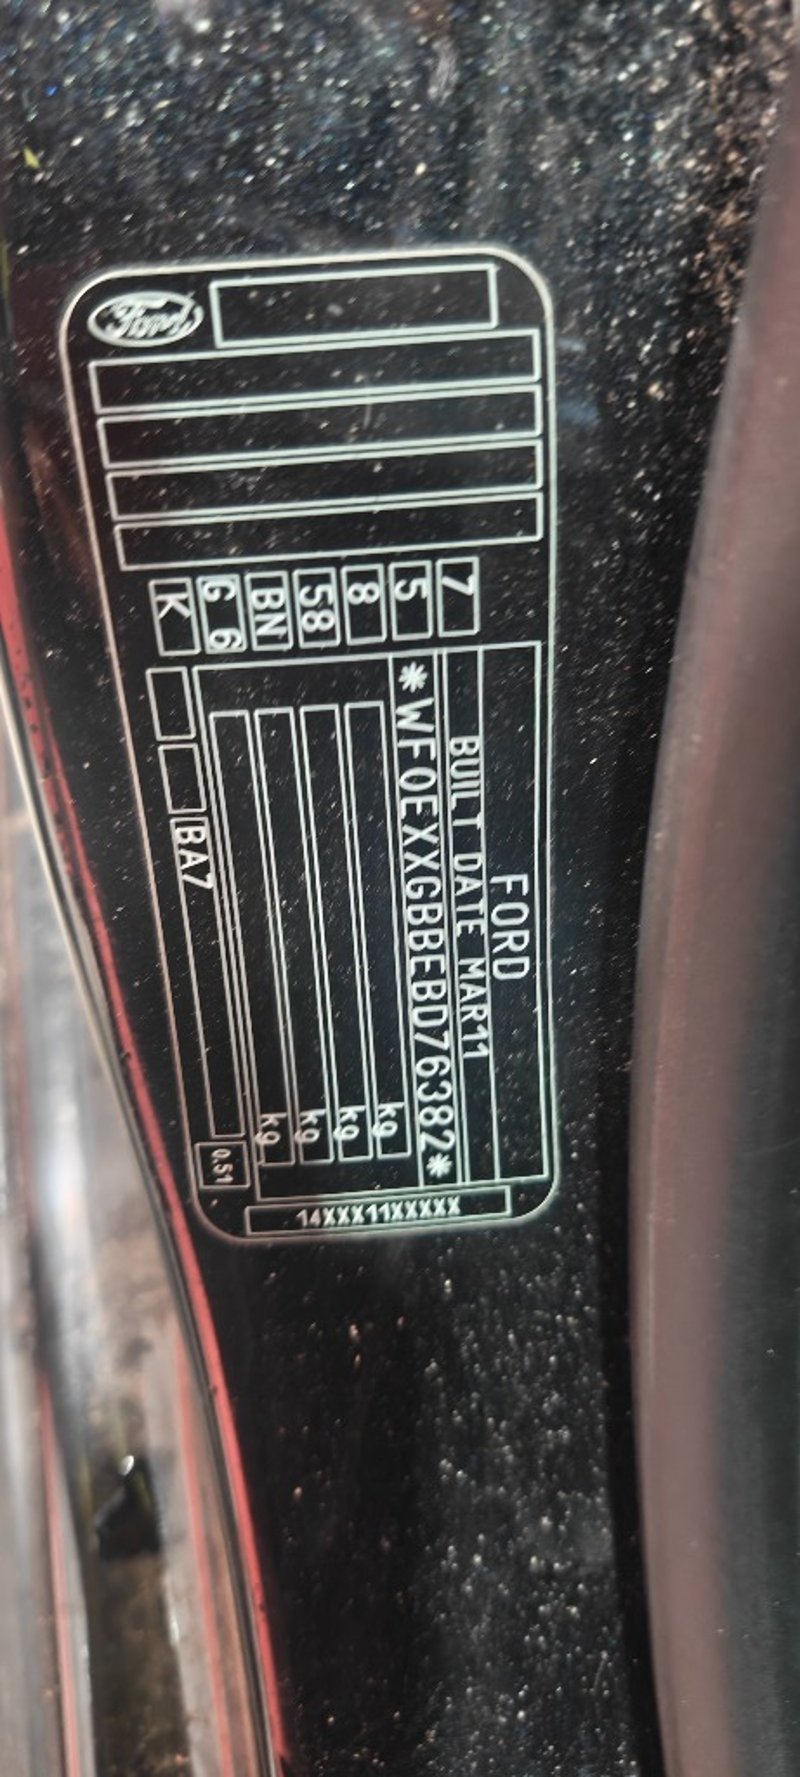 Ford
FORD
BUILT DATE MAR11
*WF0EXXGBBEBD76382*
7
5
8
58
BN
G 6
K
kg
kg
kg
kg
BA7
0.51
14XXX11XXXXX